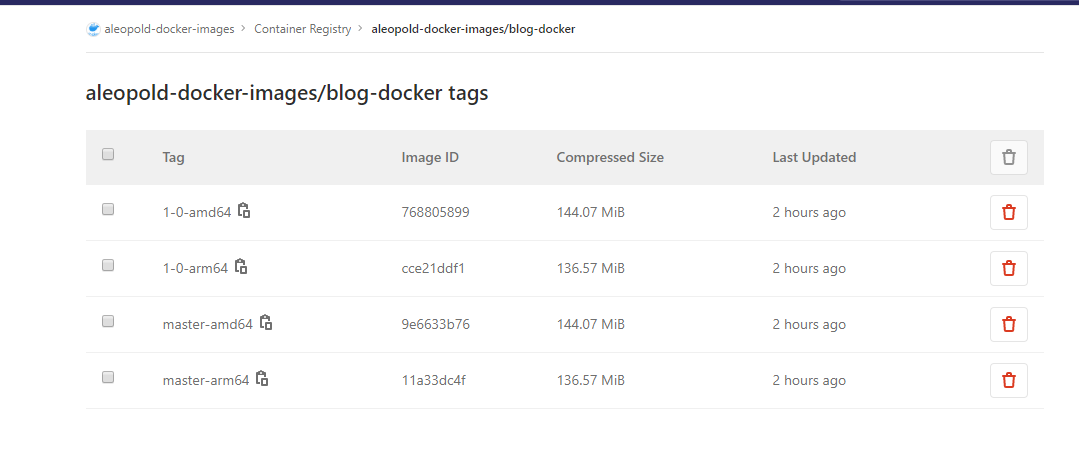 aleopold-docker-images > Container Registry > aleopold-docker-images/blog-docker
aleopold-docker-images/blog-docker tags
Tag Image ID Compressed Size Last Updated
1-0-amd64 768805899 144.07 MiB 2 hours ago
1-0-arm64 cce21ddf1 136.57 MiB 2 hours ago
master-amd64 9e6633b76 144.07 MiB 2 hours ago
master-arm64 11a33dc4f 136.57 MiB 2 hours ago